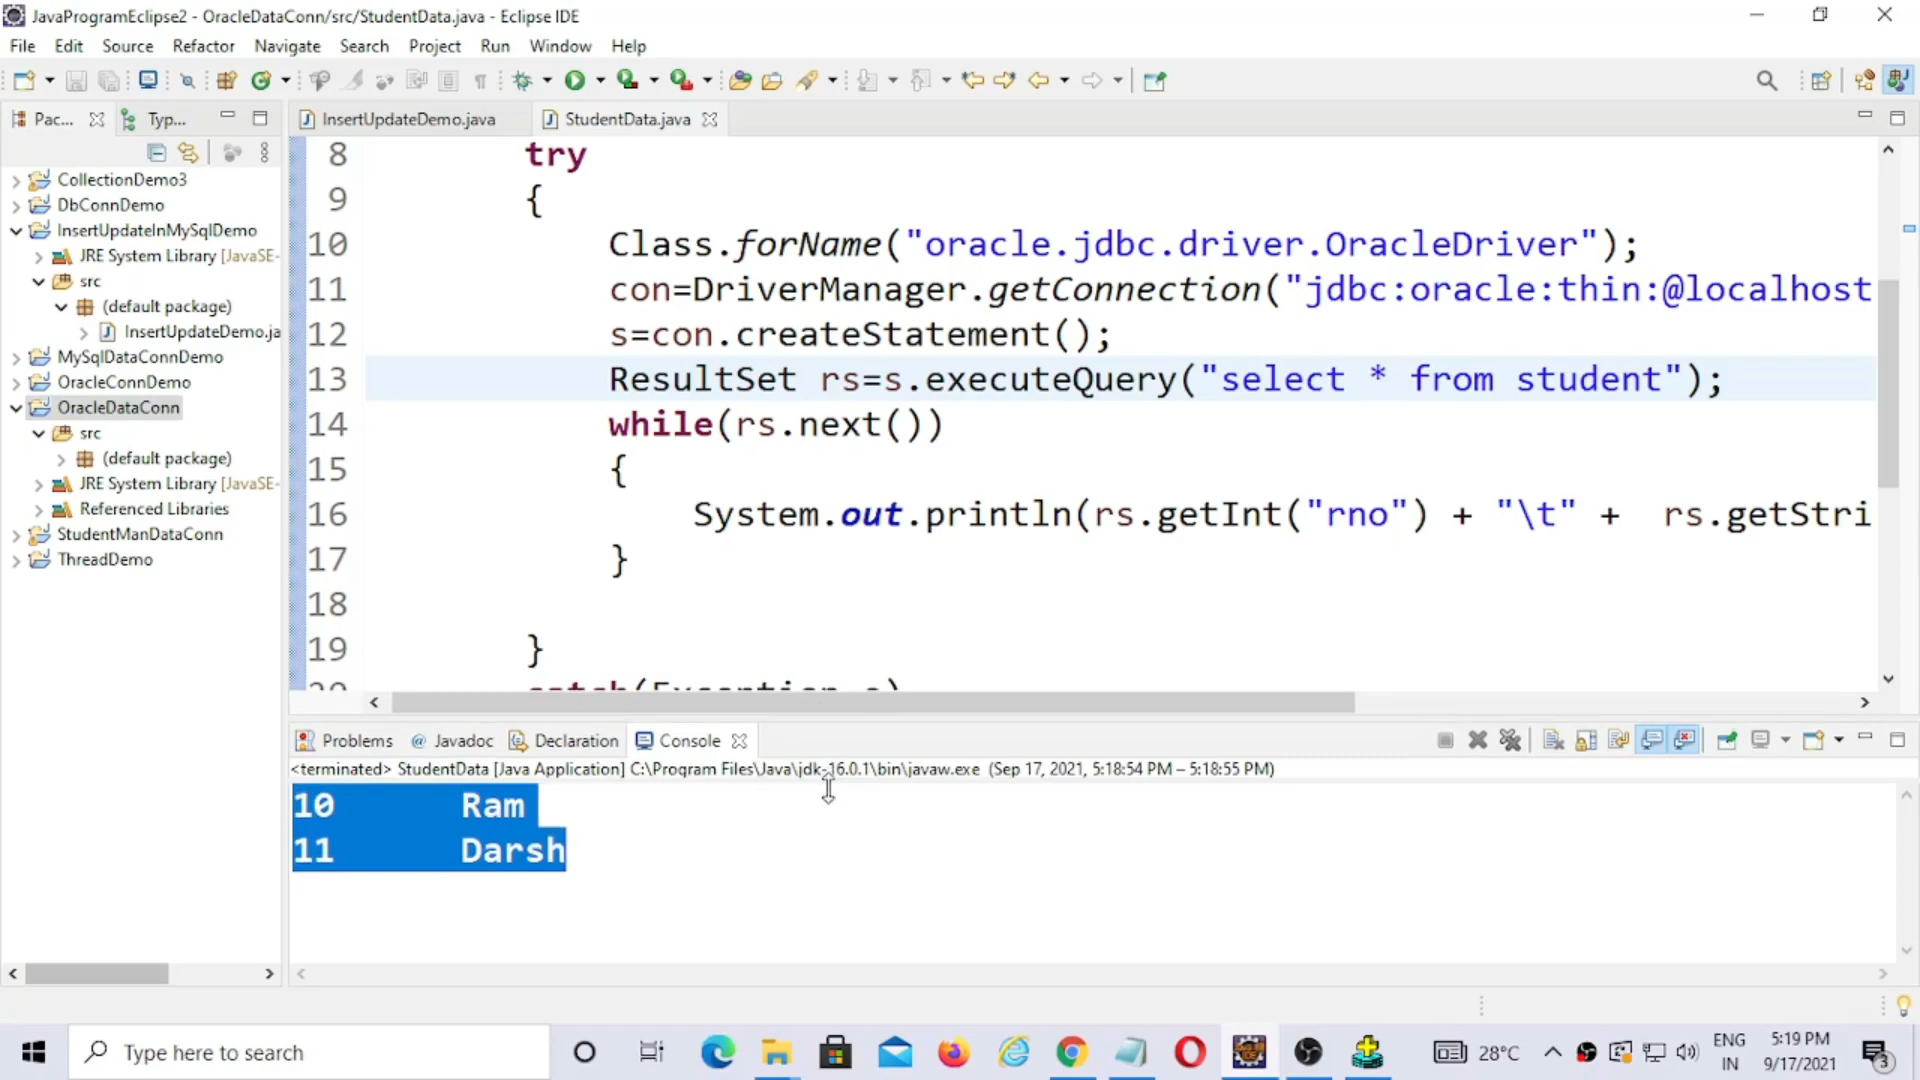 JavaProgramEclipse2 - OracleDataConn/src/StudentData.java - Eclipse IDE
File Edit Source Refactor Navigate Search Project Run Window Help
Pac... Typ...
CollectionDemo3
DbConnDemo
InsertUpdateInMySqlDemo
JRE System Library [JavaSE-
src
(default package)
InsertUpdateDemo.ja
MySqlDataConnDemo
OracleConnDemo
OracleDataConn
src
(default package)
JRE System Library [JavaSE-
Referenced Libraries
StudentManDataConn
ThreadDemo
InsertUpdateDemo.java StudentData.java
8 try
9 {
10 Class.forName("oracle.jdbc.driver.OracleDriver");
11 con=DriverManager.getConnection("jdbc:oracle:thin:@localhost
12 s=con.createStatement();
13 ResultSet rs=s.executeQuery("select * from student");
14 while(rs.next())
15 {
16 System.out.println(rs.getInt("rno") + "\t" + rs.getStri
17 }
18
19 }
20 catch(Exception e)
Problems @ Javadoc Declaration Console
<terminated> StudentData [Java Application] C:\Program Files\Java\jdk-16.0.1\bin\javaw.exe (Sep 17, 2021, 5:18:54 PM – 5:18:55 PM)
10 Ram
11 Darsh
Type here to search
28°C
ENG
IN
5:19 PM
9/17/2021
3